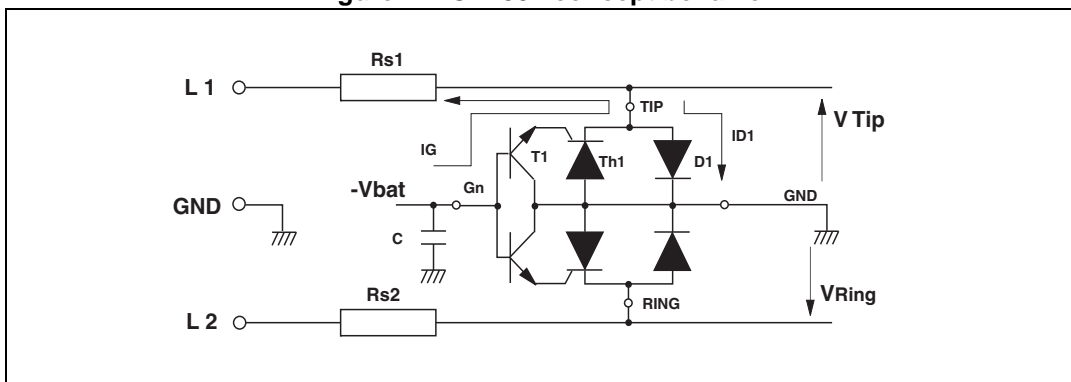 Rs1
L 1
TIP
V Tip
IG
T1
Th1
D1
ID1
-Vbat
Gn
GND
GND
C
Rs2
RING
VRing
L 2